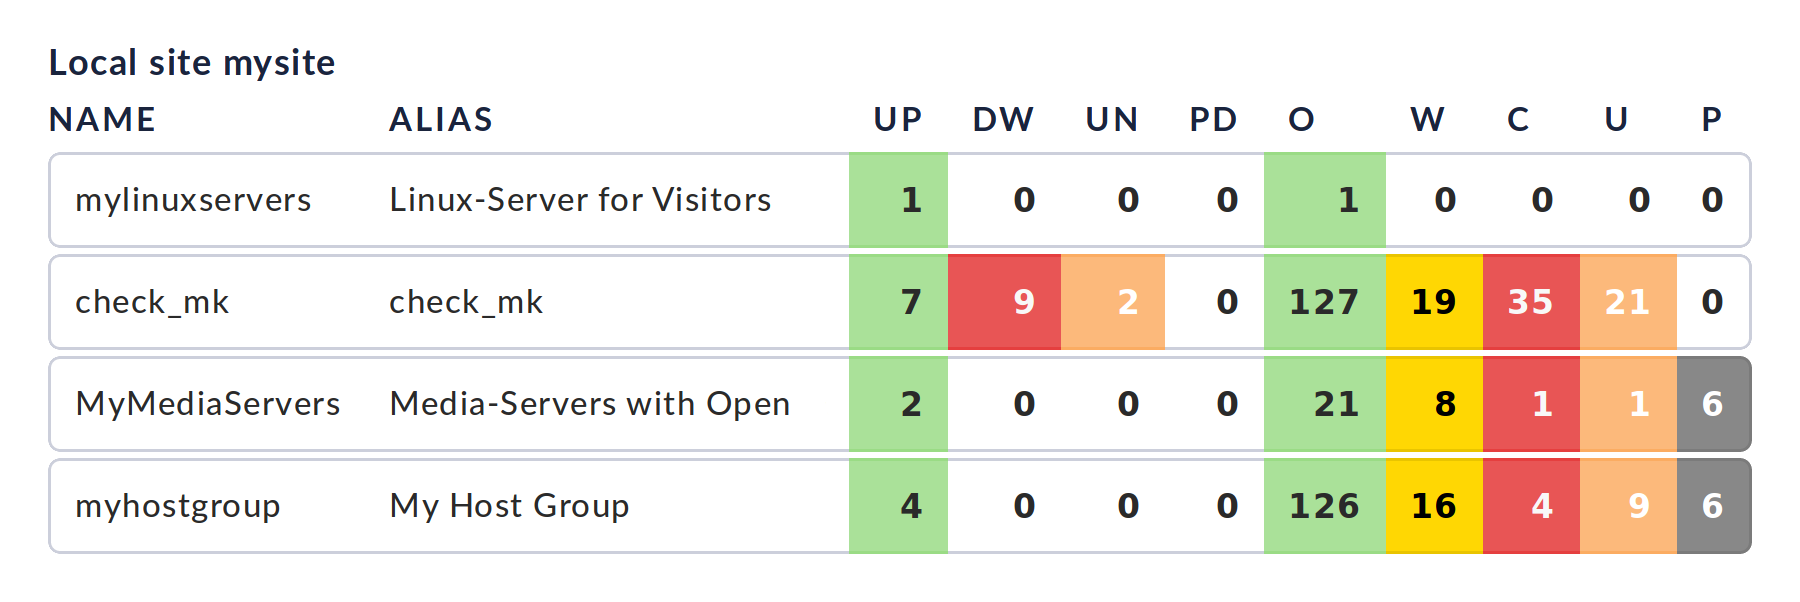 Local site mysite
NAME ALIAS UP DW UN PD O W C U P
mylinuxservers Linux-Server for Visitors 1 0 0 0 1 0 0 0 0
check_mk check_mk 7 9 2 0 127 19 35 21 0
MyMediaServers Media-Servers with Open 2 0 0 0 21 8 1 1 6
myhostgroup My Host Group 4 0 0 0 126 16 4 9 6